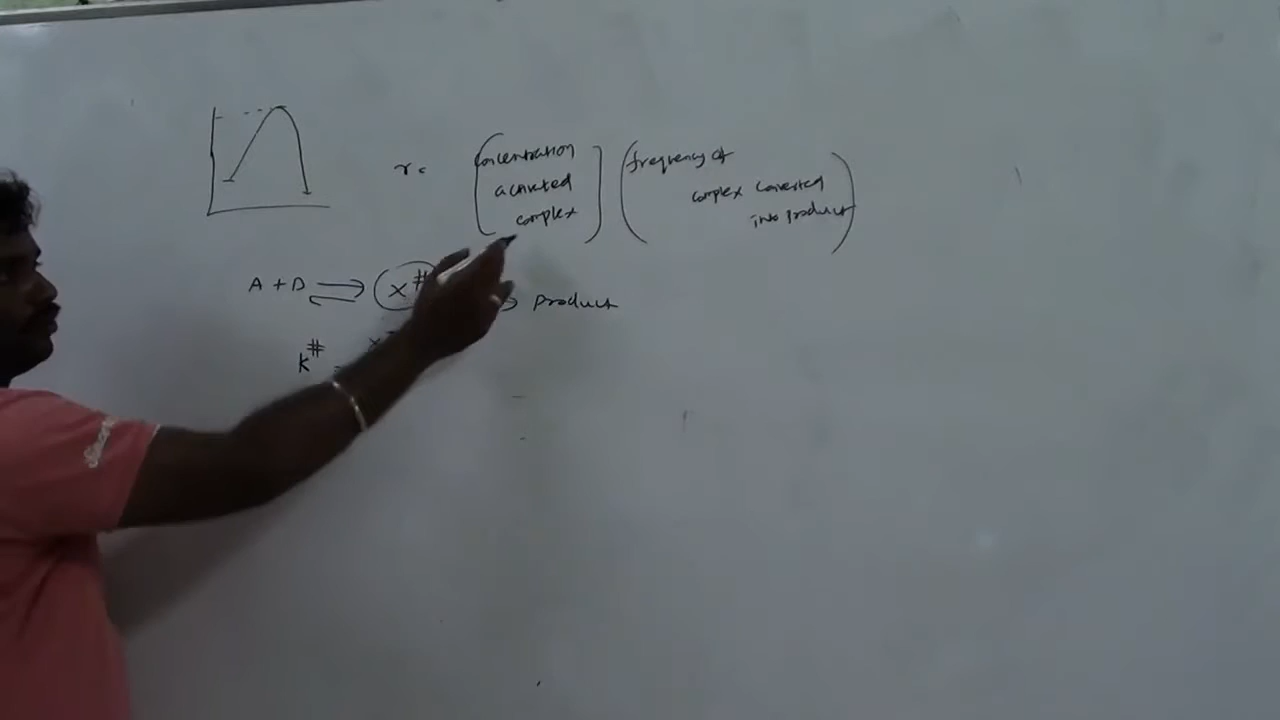 r =
concentration
activated
complex
frequency of
complex converted
into product
A + D ⇌ X# → product
K# =